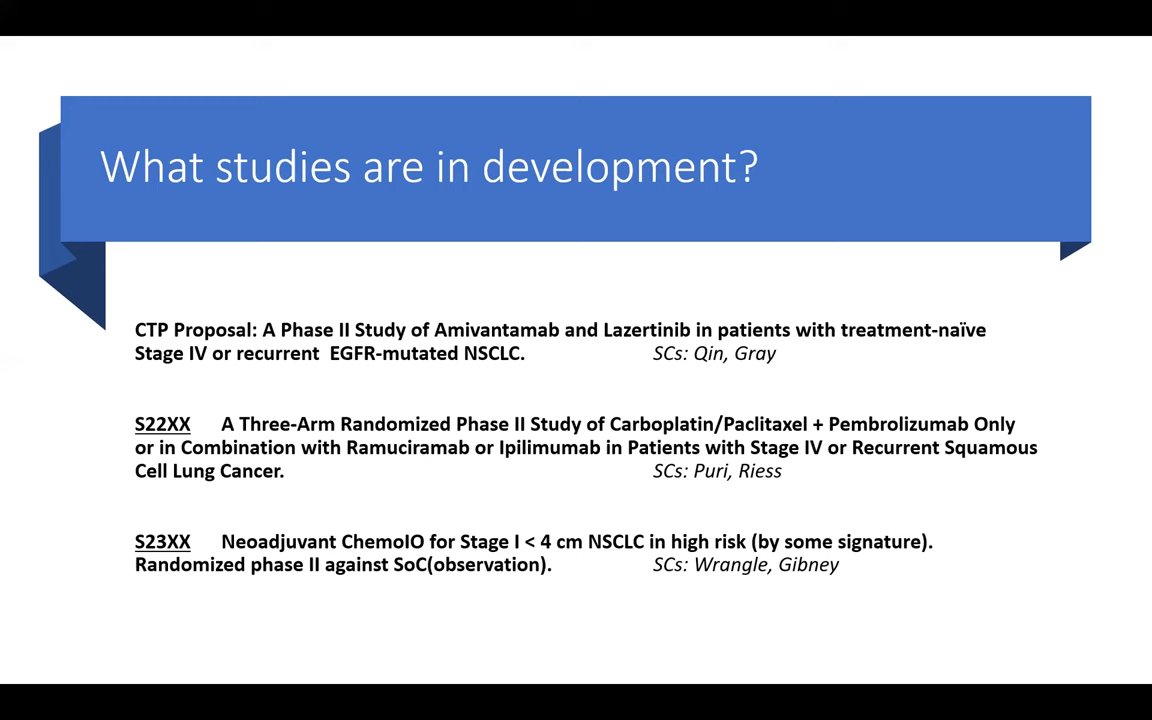 What studies are in development?
CTP Proposal: A Phase II Study of Amivantamab and Lazertinib in patients with treatment-naïve
Stage IV or recurrent EGFR-mutated NSCLC. SCs: Qin, Gray
S22XX A Three-Arm Randomized Phase II Study of Carboplatin/Paclitaxel + Pembrolizumab Only
or in Combination with Ramuciramab or Ipilimumab in Patients with Stage IV or Recurrent Squamous
Cell Lung Cancer. SCs: Puri, Riess
S23XX Neoadjuvant ChemoIO for Stage I < 4 cm NSCLC in high risk (by some signature).
Randomized phase II against SoC(observation). SCs: Wrangle, Gibney